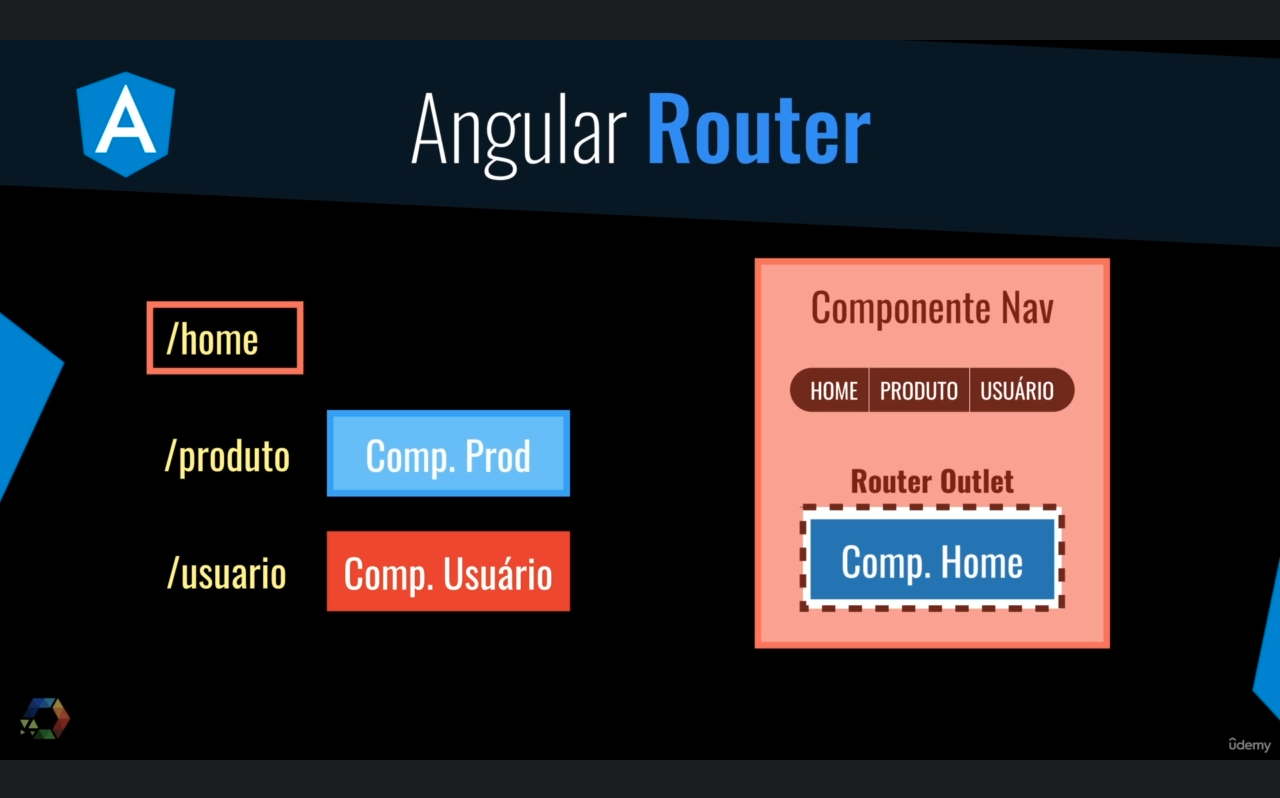 Angular Router
/home
/produto
Comp. Prod
/usuario
Comp. Usuário
Componente Nav
HOME
PRODUTO
USUÁRIO
Router Outlet
Comp. Home
ûdemy